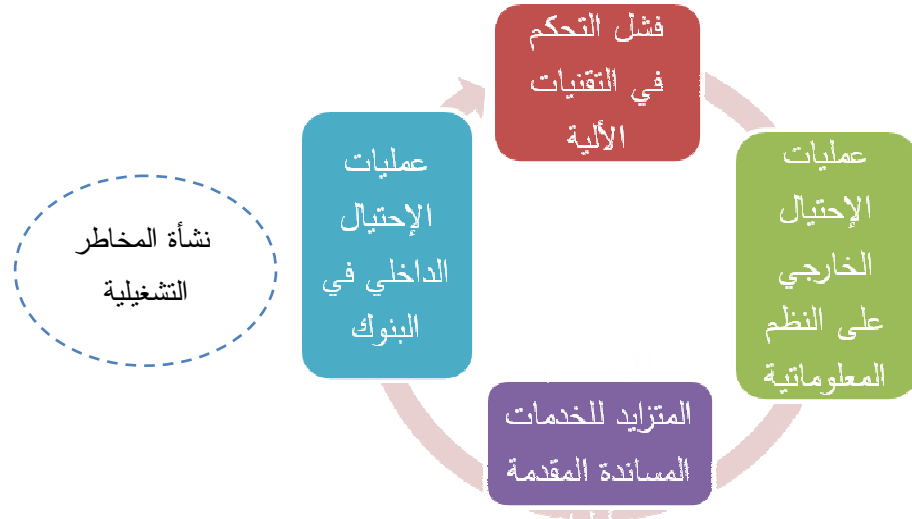 فشل التحكم
في التقنيات
الألية
عمليات
الإحتيال
الخارجي
على النظم
المعلوماتية
المتزايد للخدمات
المساندة المقدمة
عمليات
الإحتيال
الداخلي في
البنوك
نشأة المخاطر
التشغيلية